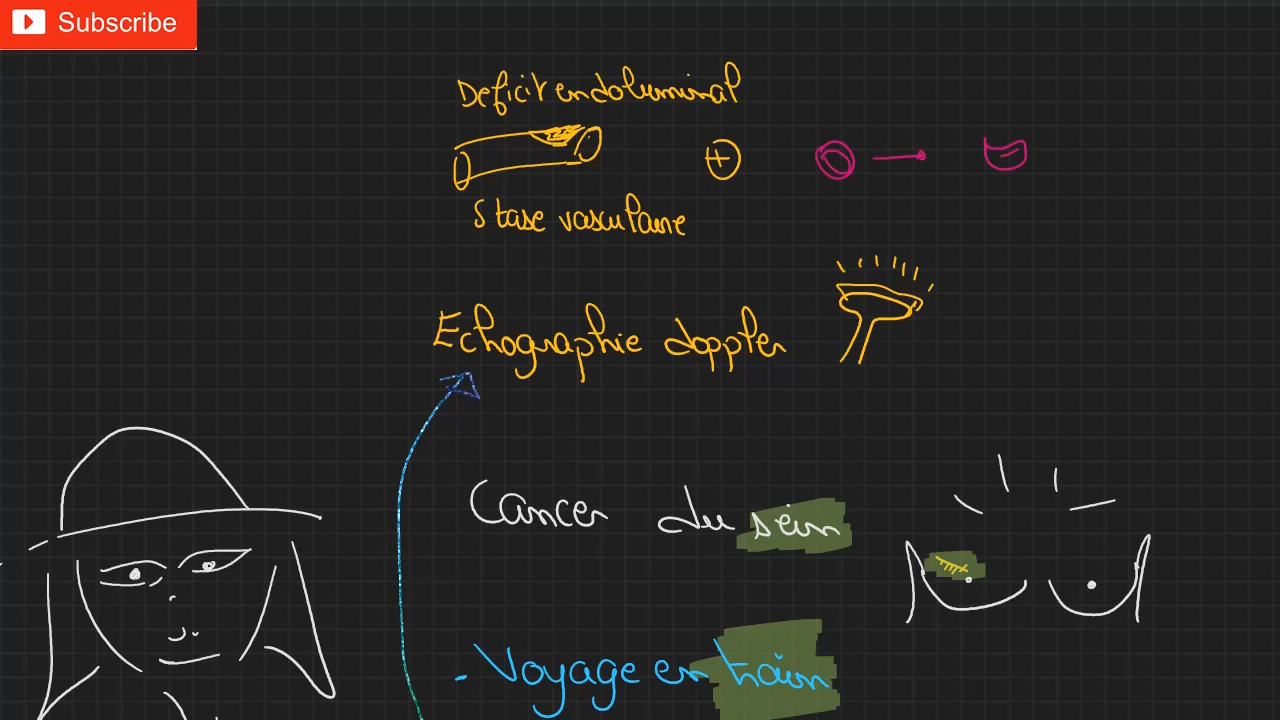 Subscribe
Deficit endoluminal
Stase vasculaire
Echographie doppler
Cancer du sein
- Voyage en train